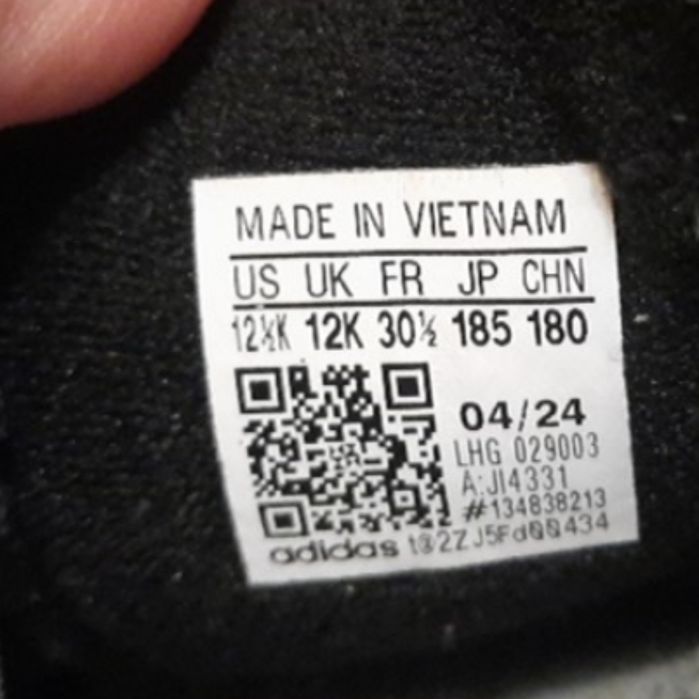 MADE IN VIETNAM
US UK FR JP CHN
12½K 12K 30½ 185 180
04/24
LHG 029003
A:JI4331
#134838213
adidas